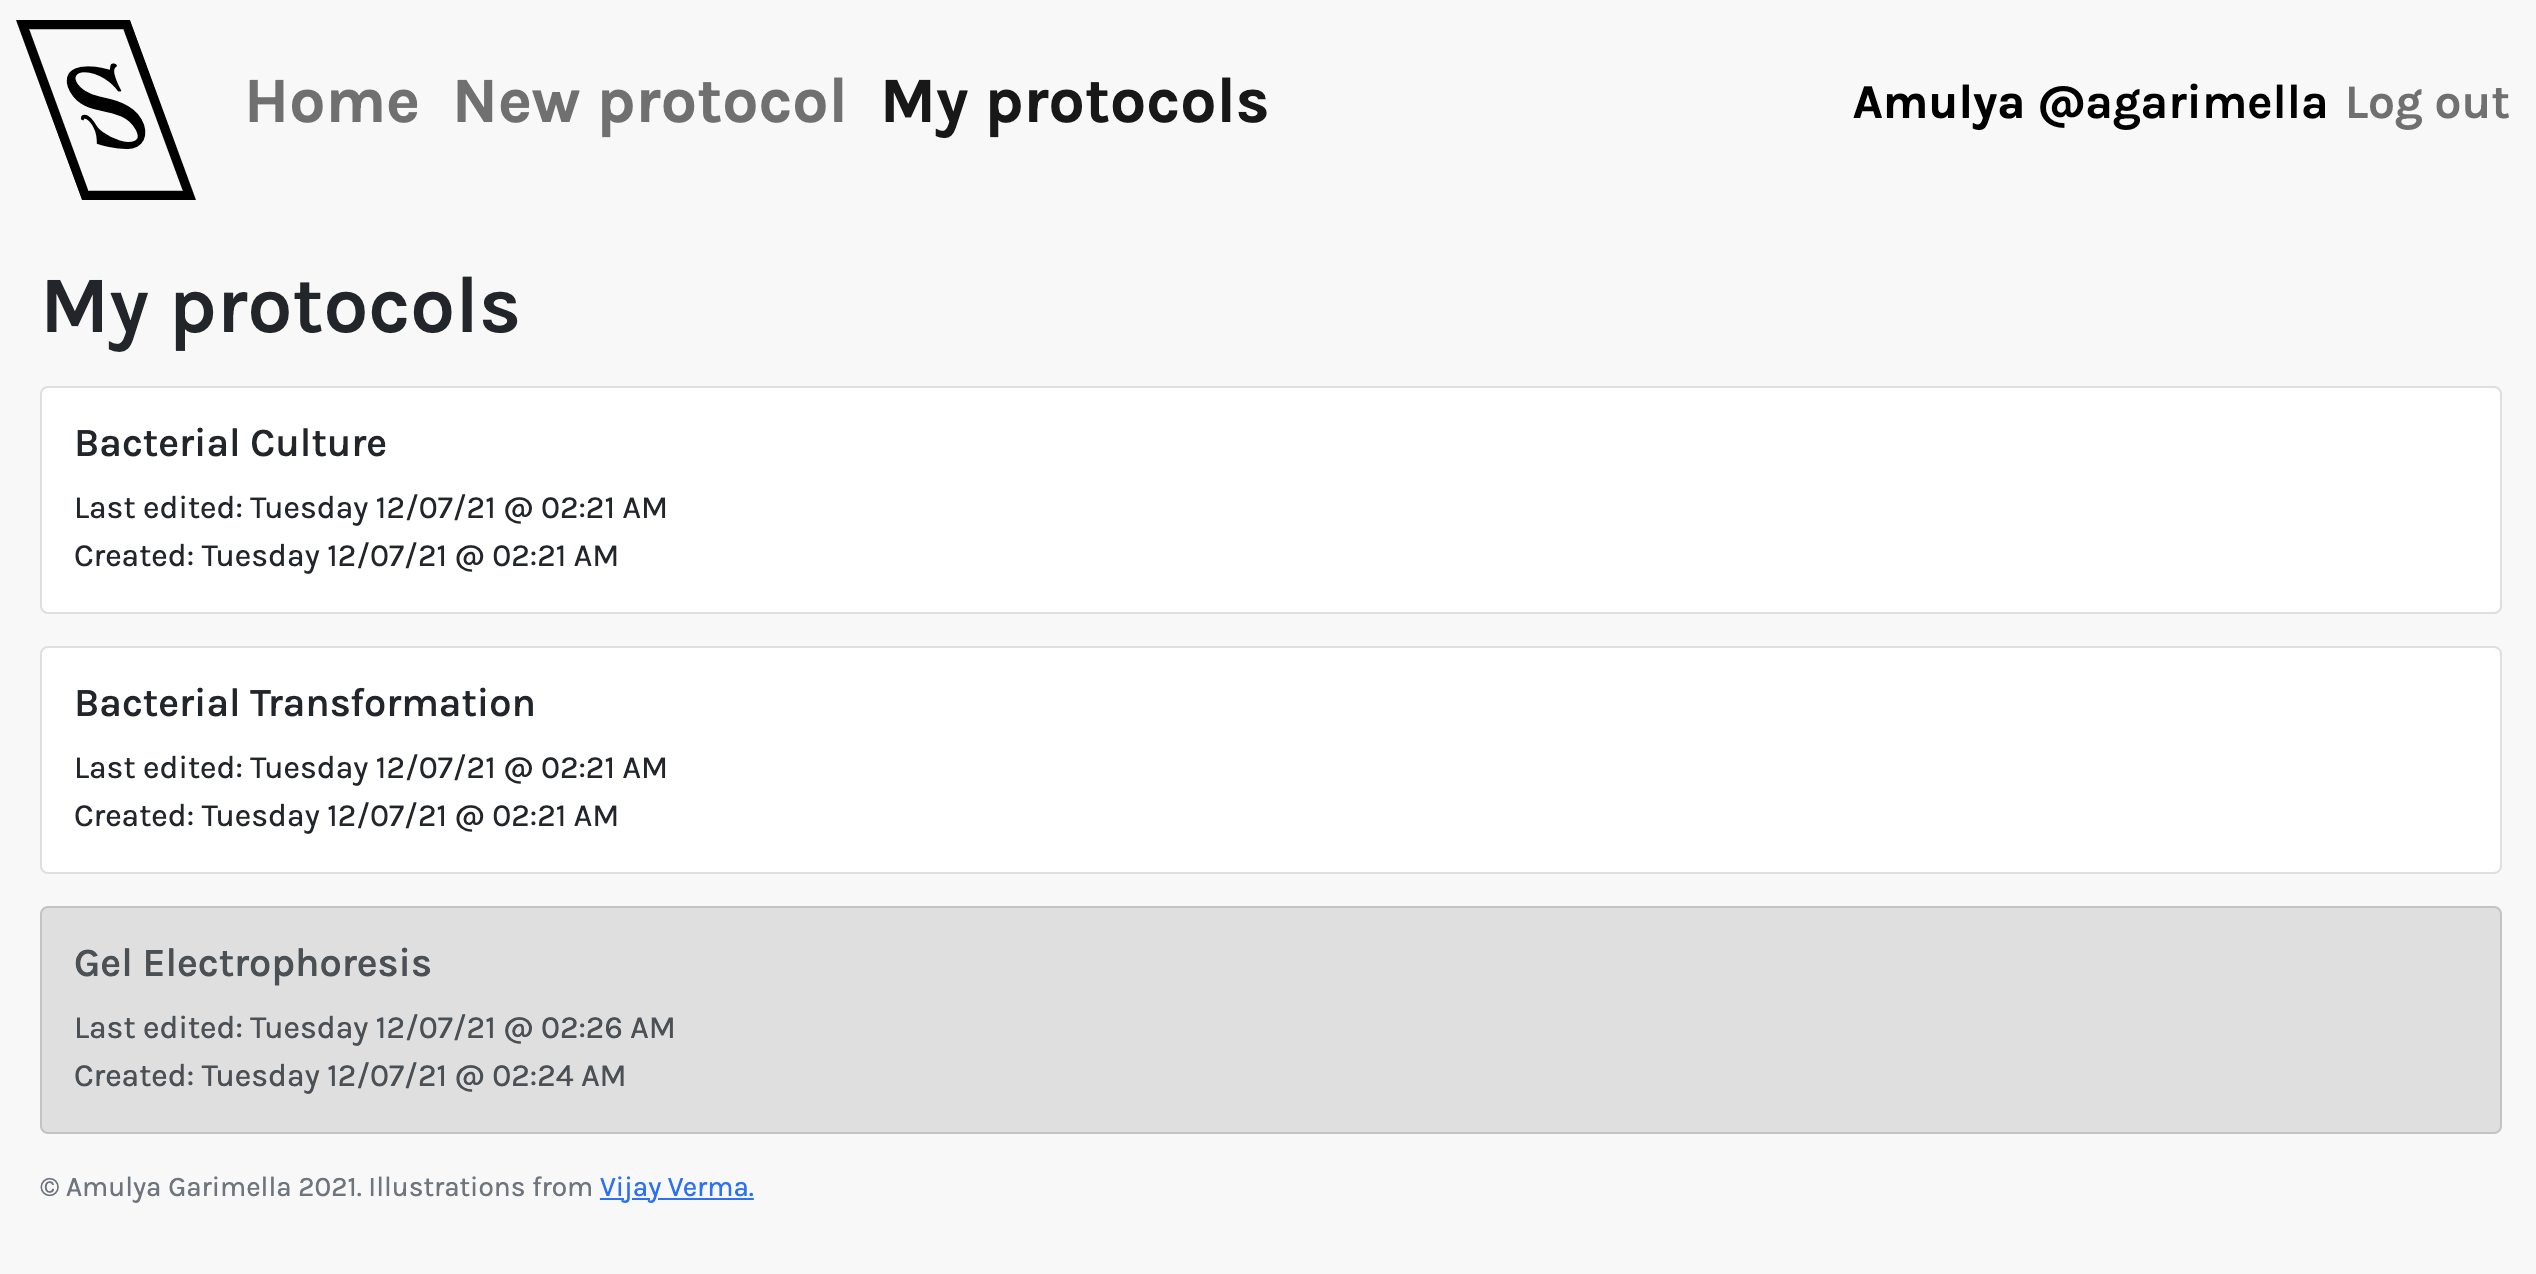 S
Home New protocol My protocols Amulya @agarimella Log out
My protocols
Bacterial Culture
Last edited: Tuesday 12/07/21 @ 02:21 AM
Created: Tuesday 12/07/21 @ 02:21 AM
Bacterial Transformation
Last edited: Tuesday 12/07/21 @ 02:21 AM
Created: Tuesday 12/07/21 @ 02:21 AM
Gel Electrophoresis
Last edited: Tuesday 12/07/21 @ 02:26 AM
Created: Tuesday 12/07/21 @ 02:24 AM
© Amulya Garimella 2021. Illustrations from Vijay Verma.